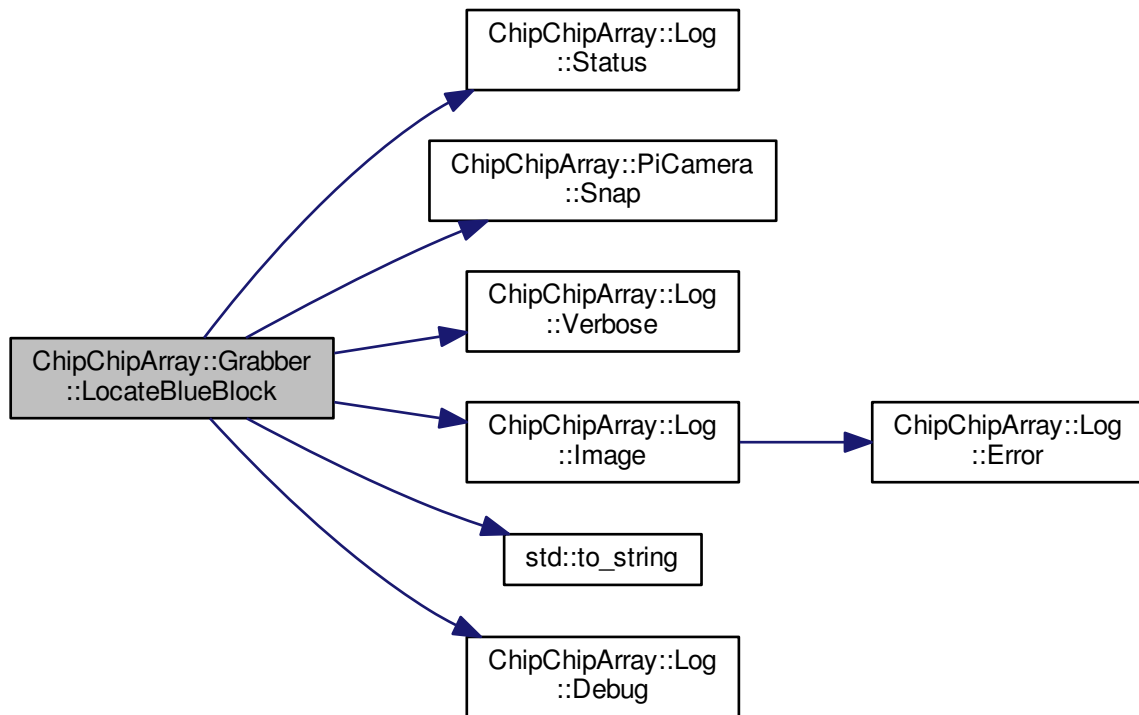 ChipChipArray::Log
::Status
ChipChipArray::PiCamera
::Snap
ChipChipArray::Log
::Verbose
ChipChipArray::Grabber
::LocateBlueBlock
ChipChipArray::Log
::Image
ChipChipArray::Log
::Error
std::to_string
ChipChipArray::Log
::Debug